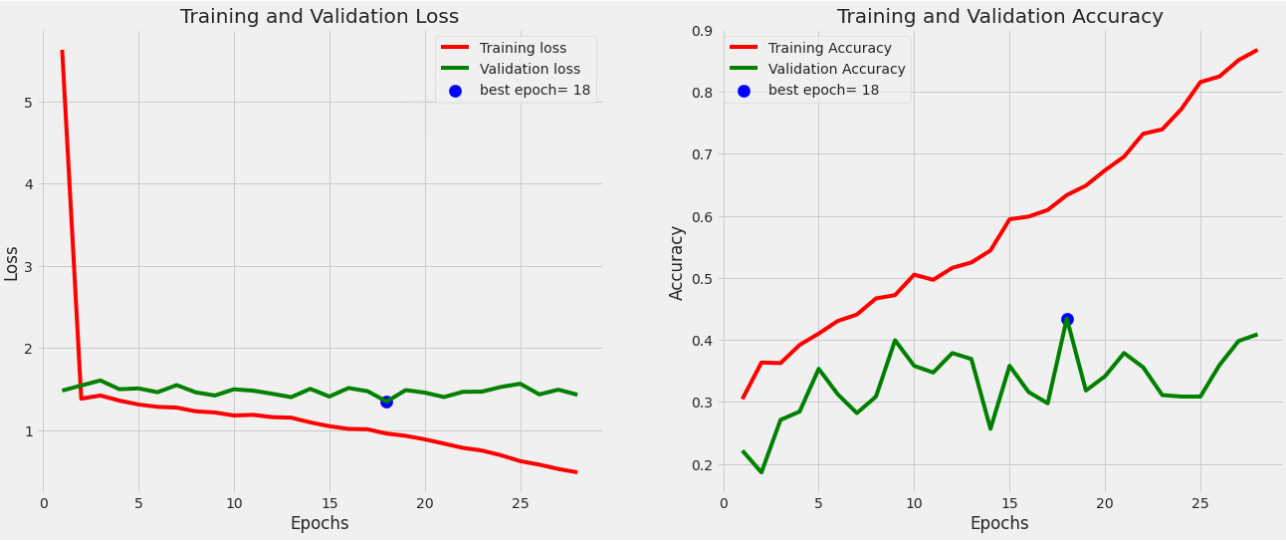 Training and Validation Loss
Training loss
Validation loss
best epoch= 18
5
4
3
2
1
Loss
0
5
10
15
20
25
Epochs
Training and Validation Accuracy
Training Accuracy
Validation Accuracy
best epoch= 18
0.9
0.8
0.7
0.6
0.5
0.4
0.3
0.2
Accuracy
0
5
10
15
20
25
Epochs